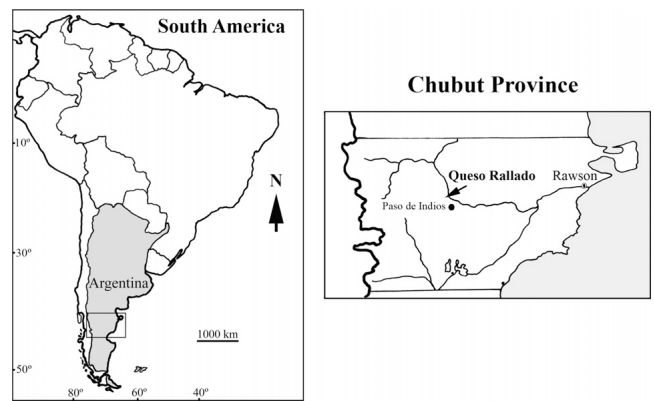 South America
10º
N
30º
Argentina
1000 km
50º
80º
60º
40º
Chubut Province
Queso Rallado
Rawson
Paso de Indios